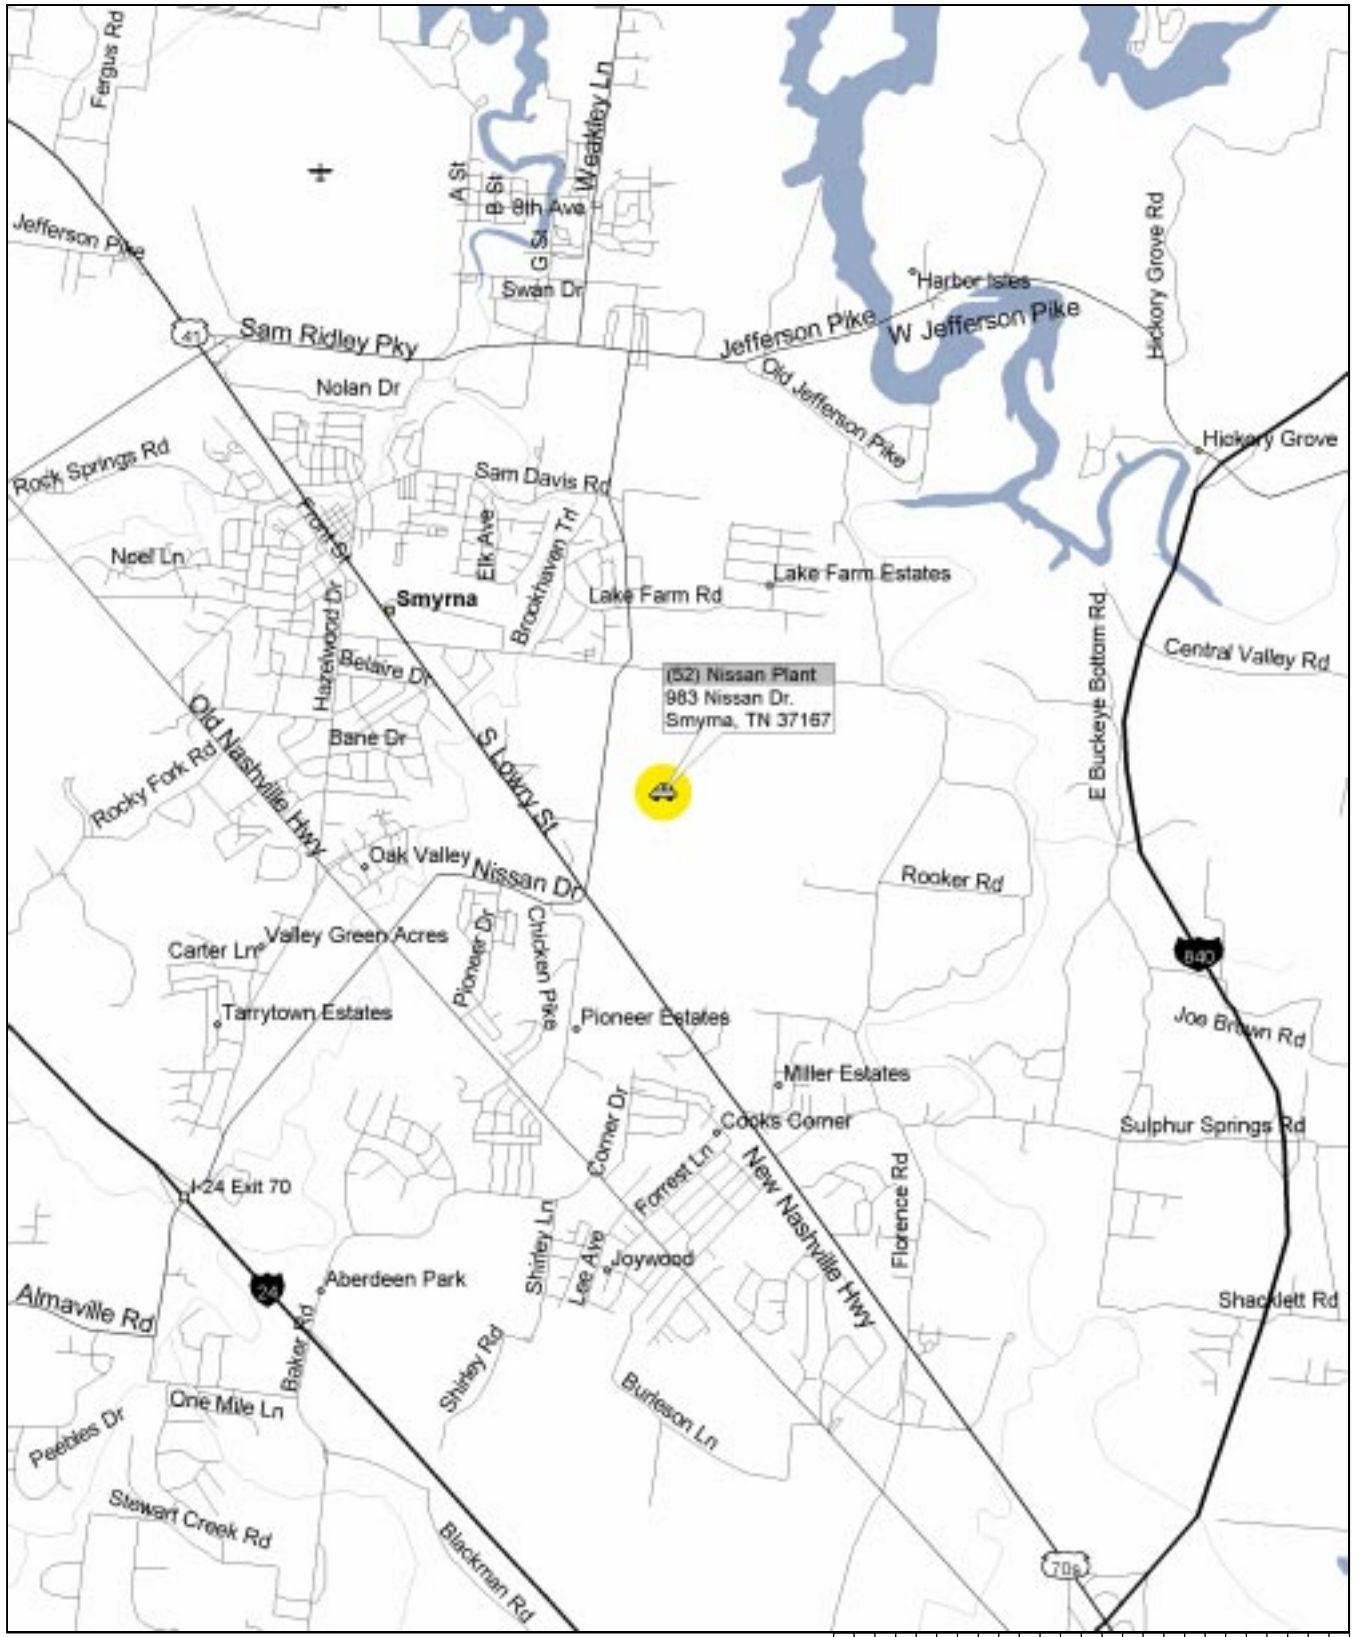 Fergus Rd
Weakley Ln
A St
B St
8th Ave
G St
Swan Dr
Jefferson Pike
41
Sam Ridley Pky
Nolan Dr
Jefferson Pike
W Jefferson Pike
Harbor Isles
Hickory Grove Rd
Old Jefferson Pike
Hickory Grove
Rock Springs Rd
Sam Davis Rd
Front St
Elk Ave
Brookhaven Trl
Noel Ln
Smyrna
Hazelwood Dr
Lake Farm Estates
Lake Farm Rd
E Buckeye Bottom Rd
Central Valley Rd
Belaire Dr
(52) Nissan Plant
983 Nissan Dr.
Smyrna, TN 37167
Old Nashville Hwy
Bane Dr
S Lowry St
Rocky Fork Rd
Oak Valley
Nissan Dr
Rooker Rd
Valley Green Acres
Carter Ln
Pioneer Dr
Chicken Pike
840
Tarrytown Estates
Pioneer Estates
Joe Brown Rd
Miller Estates
Corner Dr
Cooks Corner
Sulphur Springs Rd
I-24 Exit 70
Forrest Ln
New Nashville Hwy
Florence Rd
Shirley Ln
Lee Ave
Joywood
24
Aberdeen Park
Almaville Rd
Baker Rd
Shacklett Rd
Shirley Rd
One Mile Ln
Burleson Ln
Peebles Dr
Stewart Creek Rd
Blackman Rd
70s